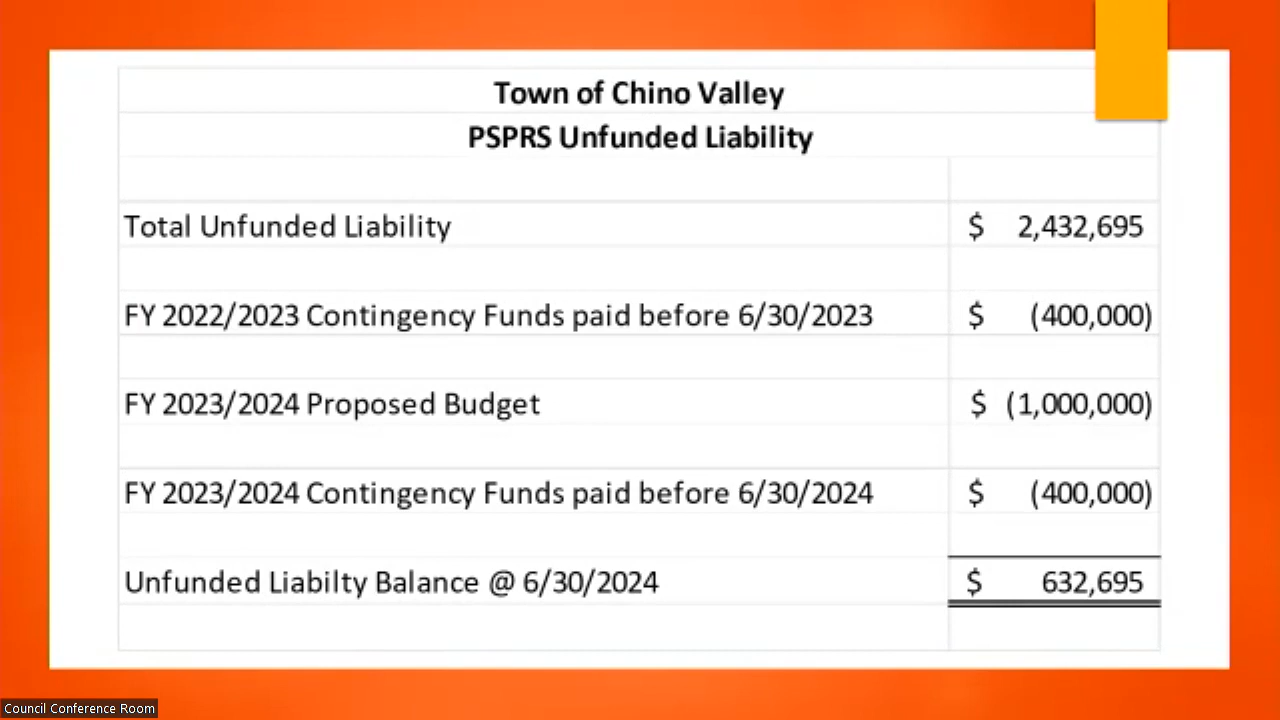 Town of Chino Valley
PSPRS Unfunded Liability
Total Unfunded Liability $ 2,432,695
FY 2022/2023 Contingency Funds paid before 6/30/2023 $ (400,000)
FY 2023/2024 Proposed Budget $ (1,000,000)
FY 2023/2024 Contingency Funds paid before 6/30/2024 $ (400,000)
Unfunded Liabilty Balance @ 6/30/2024 $ 632,695
Council Conference Room